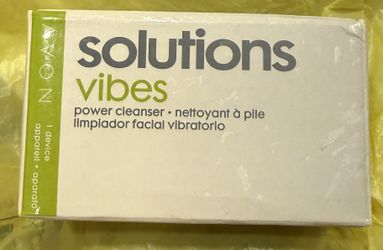 solutions
vibes
power cleanser • nettoyant à pile
limpiador facial vibratorio
AVON
1 device
appareil • aparato